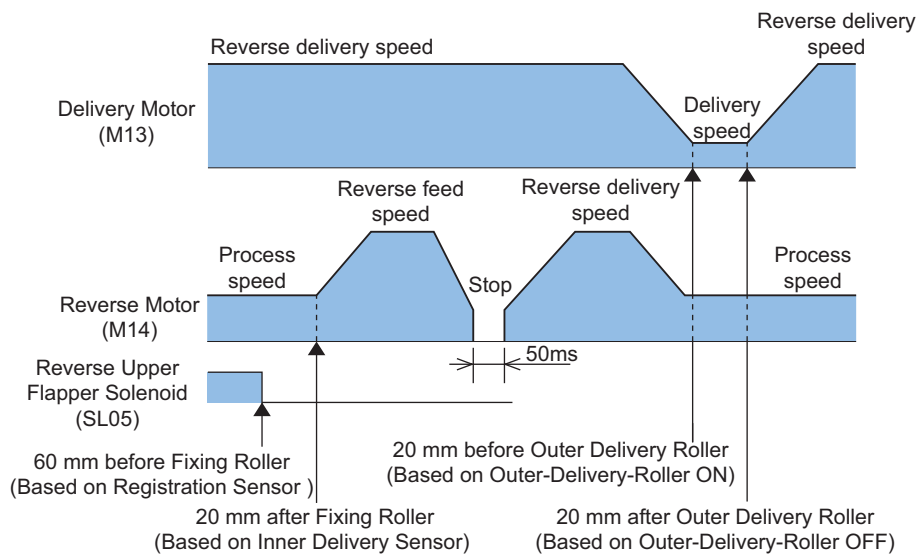 Reverse delivery speed
Reverse delivery
speed
Delivery Motor
(M13)
Delivery
speed
Reverse feed
speed
Reverse delivery
speed
Process
speed
Stop
Process
speed
Reverse Motor
(M14)
50ms
Reverse Upper
Flapper Solenoid
(SL05)
60 mm before Fixing Roller
(Based on Registration Sensor )
20 mm before Outer Delivery Roller
(Based on Outer-Delivery-Roller ON)
20 mm after Fixing Roller
(Based on Inner Delivery Sensor)
20 mm after Outer Delivery Roller
(Based on Outer-Delivery-Roller OFF)